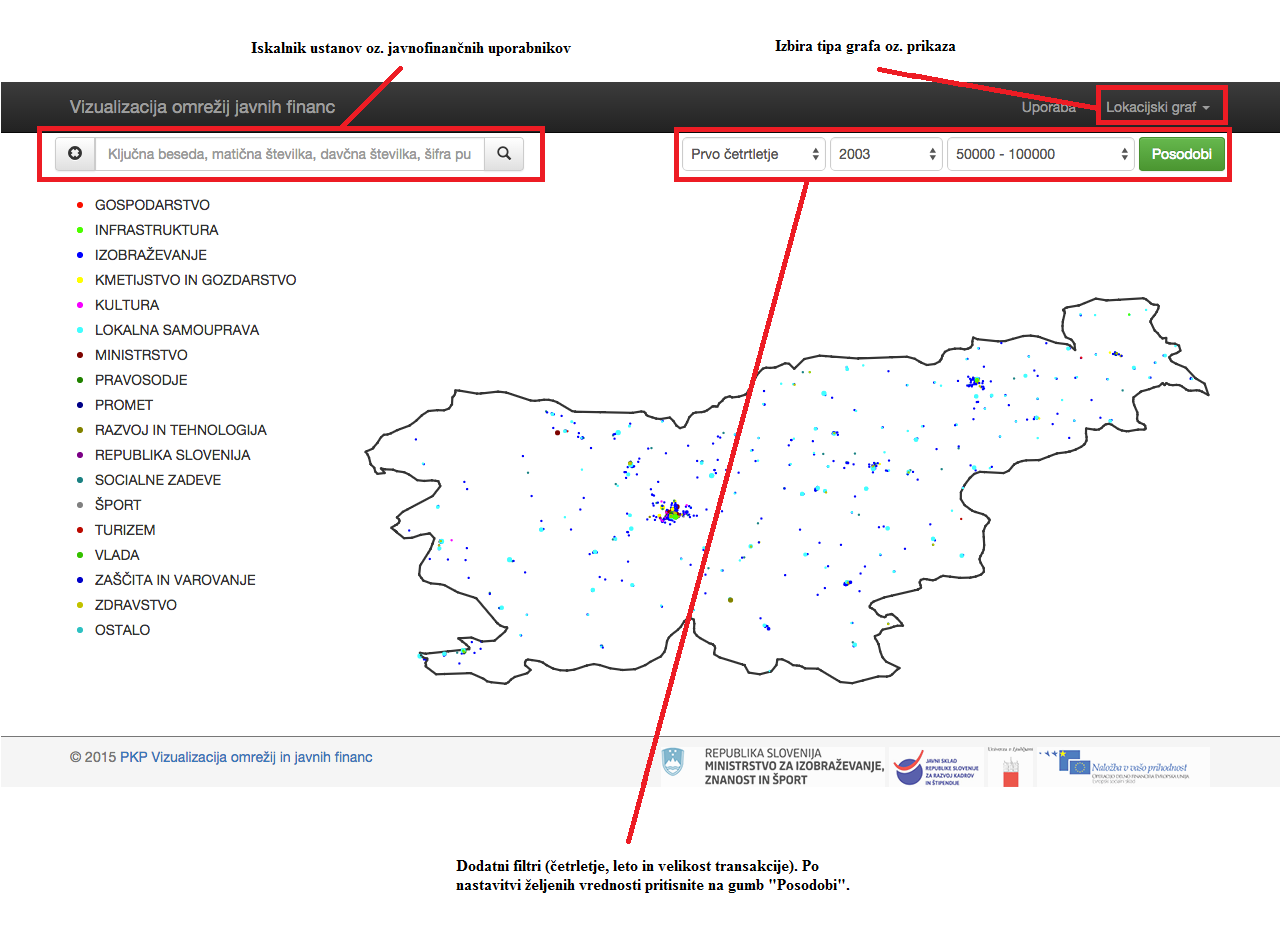 Iskalnik ustanov oz. javnofinančnih uporabnikov
Izbira tipa grafa oz. prikaza
Vizualizacija omrežij javnih financ
Uporaba
Lokacijski graf
Ključna beseda, matična številka, davčna številka, šifra pu
Prvo četrtletje
2003
50000 - 100000
Posodobi
GOSPODARSTVO
INFRASTRUKTURA
IZOBRAŽEVANJE
KMETIJSTVO IN GOZDARSTVO
KULTURA
LOKALNA SAMOUPRAVA
MINISTRSTVO
PRAVOSODJE
PROMET
RAZVOJ IN TEHNOLOGIJA
REPUBLIKA SLOVENIJA
SOCIALNE ZADEVE
ŠPORT
TURIZEM
VLADA
ZAŠČITA IN VAROVANJE
ZDRAVSTVO
OSTALO
© 2015 PKP Vizualizacija omrežij in javnih financ
REPUBLIKA SLOVENIJA
MINISTRSTVO ZA IZOBRAŽEVANJE,
ZNANOST IN ŠPORT
JAVNI SKLAD
REPUBLIKE SLOVENIJE
ZA RAZVOJ KADROV
IN ŠTIPENDIJE
Univerza v Ljubljani
Naložba v vašo prihodnost
Dodatni filtri (četrletje, leto in velikost transakcije). Po
nastavitvi željenih vrednosti pritisnite na gumb "Posodobi".